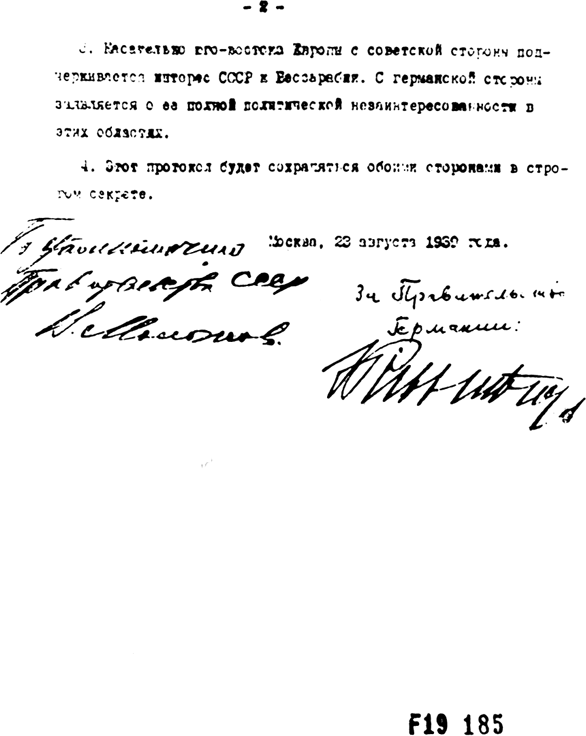 - 2 -
3. Касательно юго-востока Европы с советской стороны под-
черкивается интерес СССР к Бессарабии. С германской стороны
заявляется о ее полной политической незаинтересованности в
этих областях.
4. Этот протокол будет сохраняться обоими сторонами в стро-
гом секрете.
Москва, 23 августа 1939 года.
По уполномочию
Правительства СССР
В. Молотов.
За Правительство
Германии:
F19 185